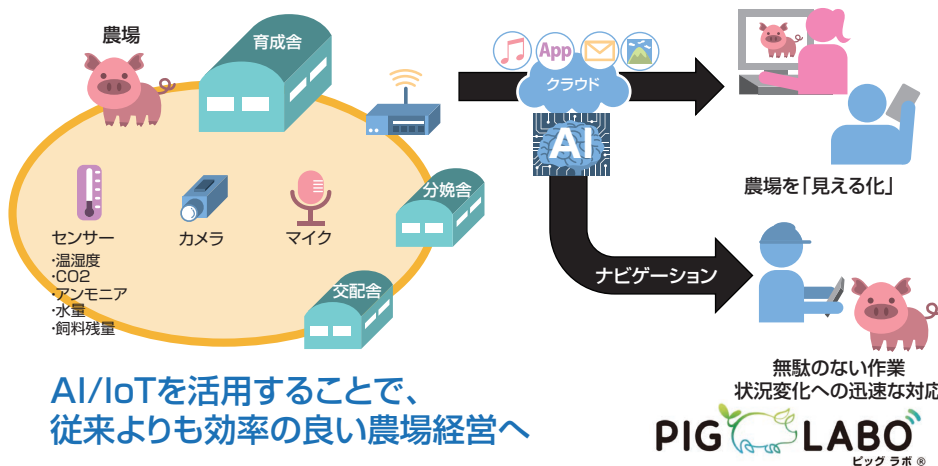 農場
育成舎
App
クラウド
AI
農場を「見える化」
分娩舎
センサー
カメラ
マイク
・温湿度
・CO2
・アンモニア
・水量
・飼料残量
交配舎
ナビゲーション
無駄のない作業
状況変化への迅速な対応
AI/IoTを活用することで、
従来よりも効率の良い農場経営へ
PIG LABO
ピッグ ラボ ®